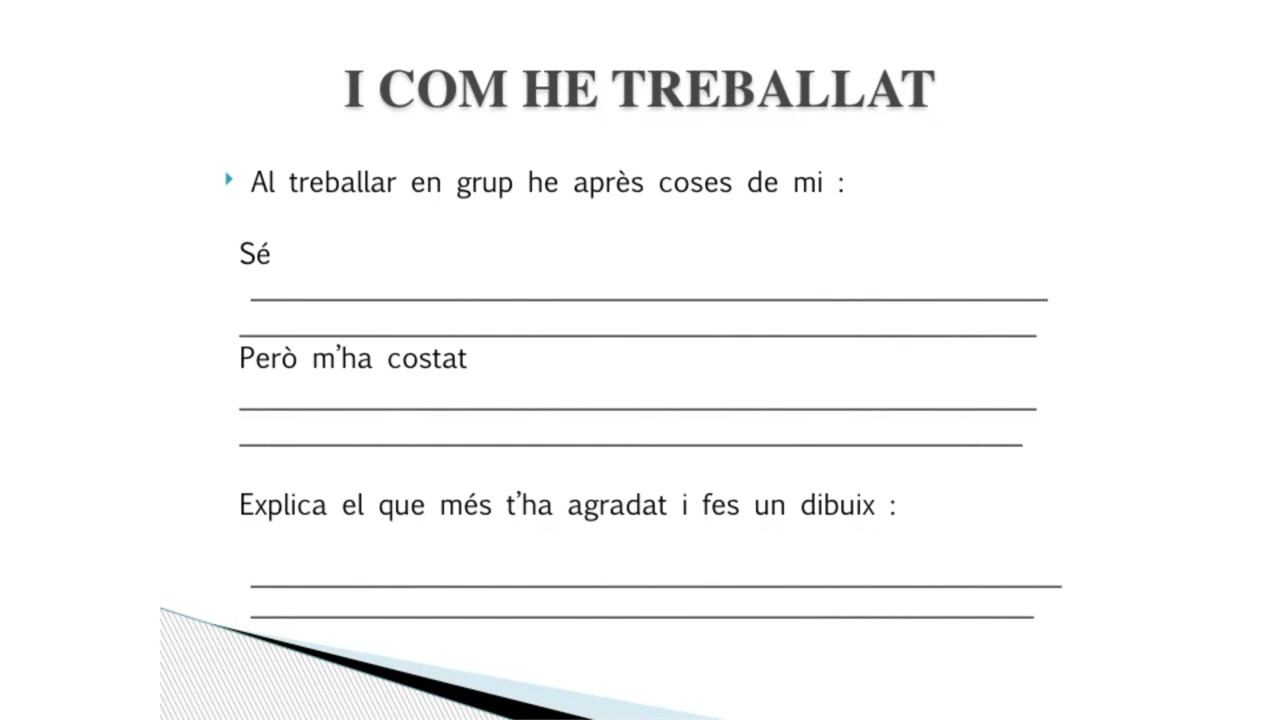 I COM HE TREBALLAT
Al treballar en grup he après coses de mi :
Sé
Però m’ha costat
Explica el que més t’ha agradat i fes un dibuix :